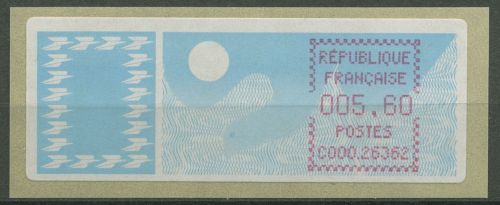 RÉPUBLIQUE
FRANÇAISE
005,60
POSTES
C000.26362